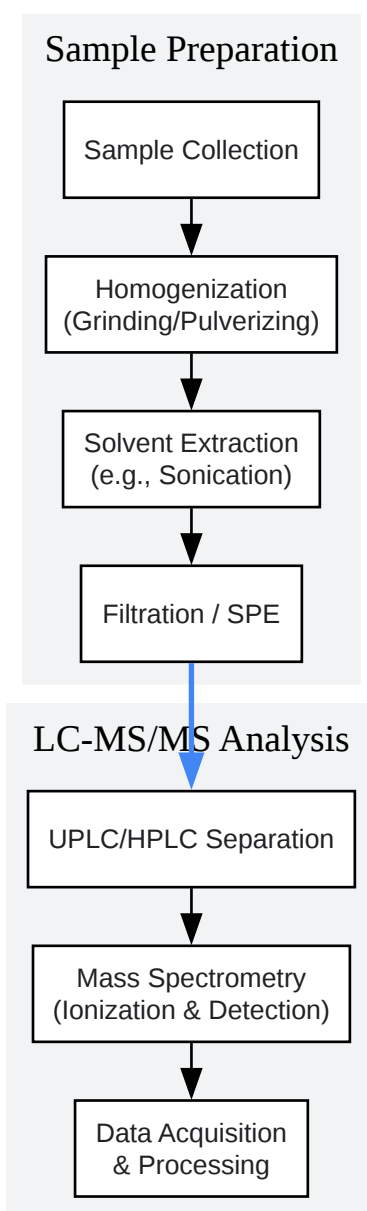 Sample Preparation
Sample Collection
Homogenization
(Grinding/Pulverizing)
Solvent Extraction
(e.g., Sonication)
Filtration / SPE
LC-MS/MS Analysis
UPLC/HPLC Separation
Mass Spectrometry
(Ionization & Detection)
Data Acquisition
& Processing